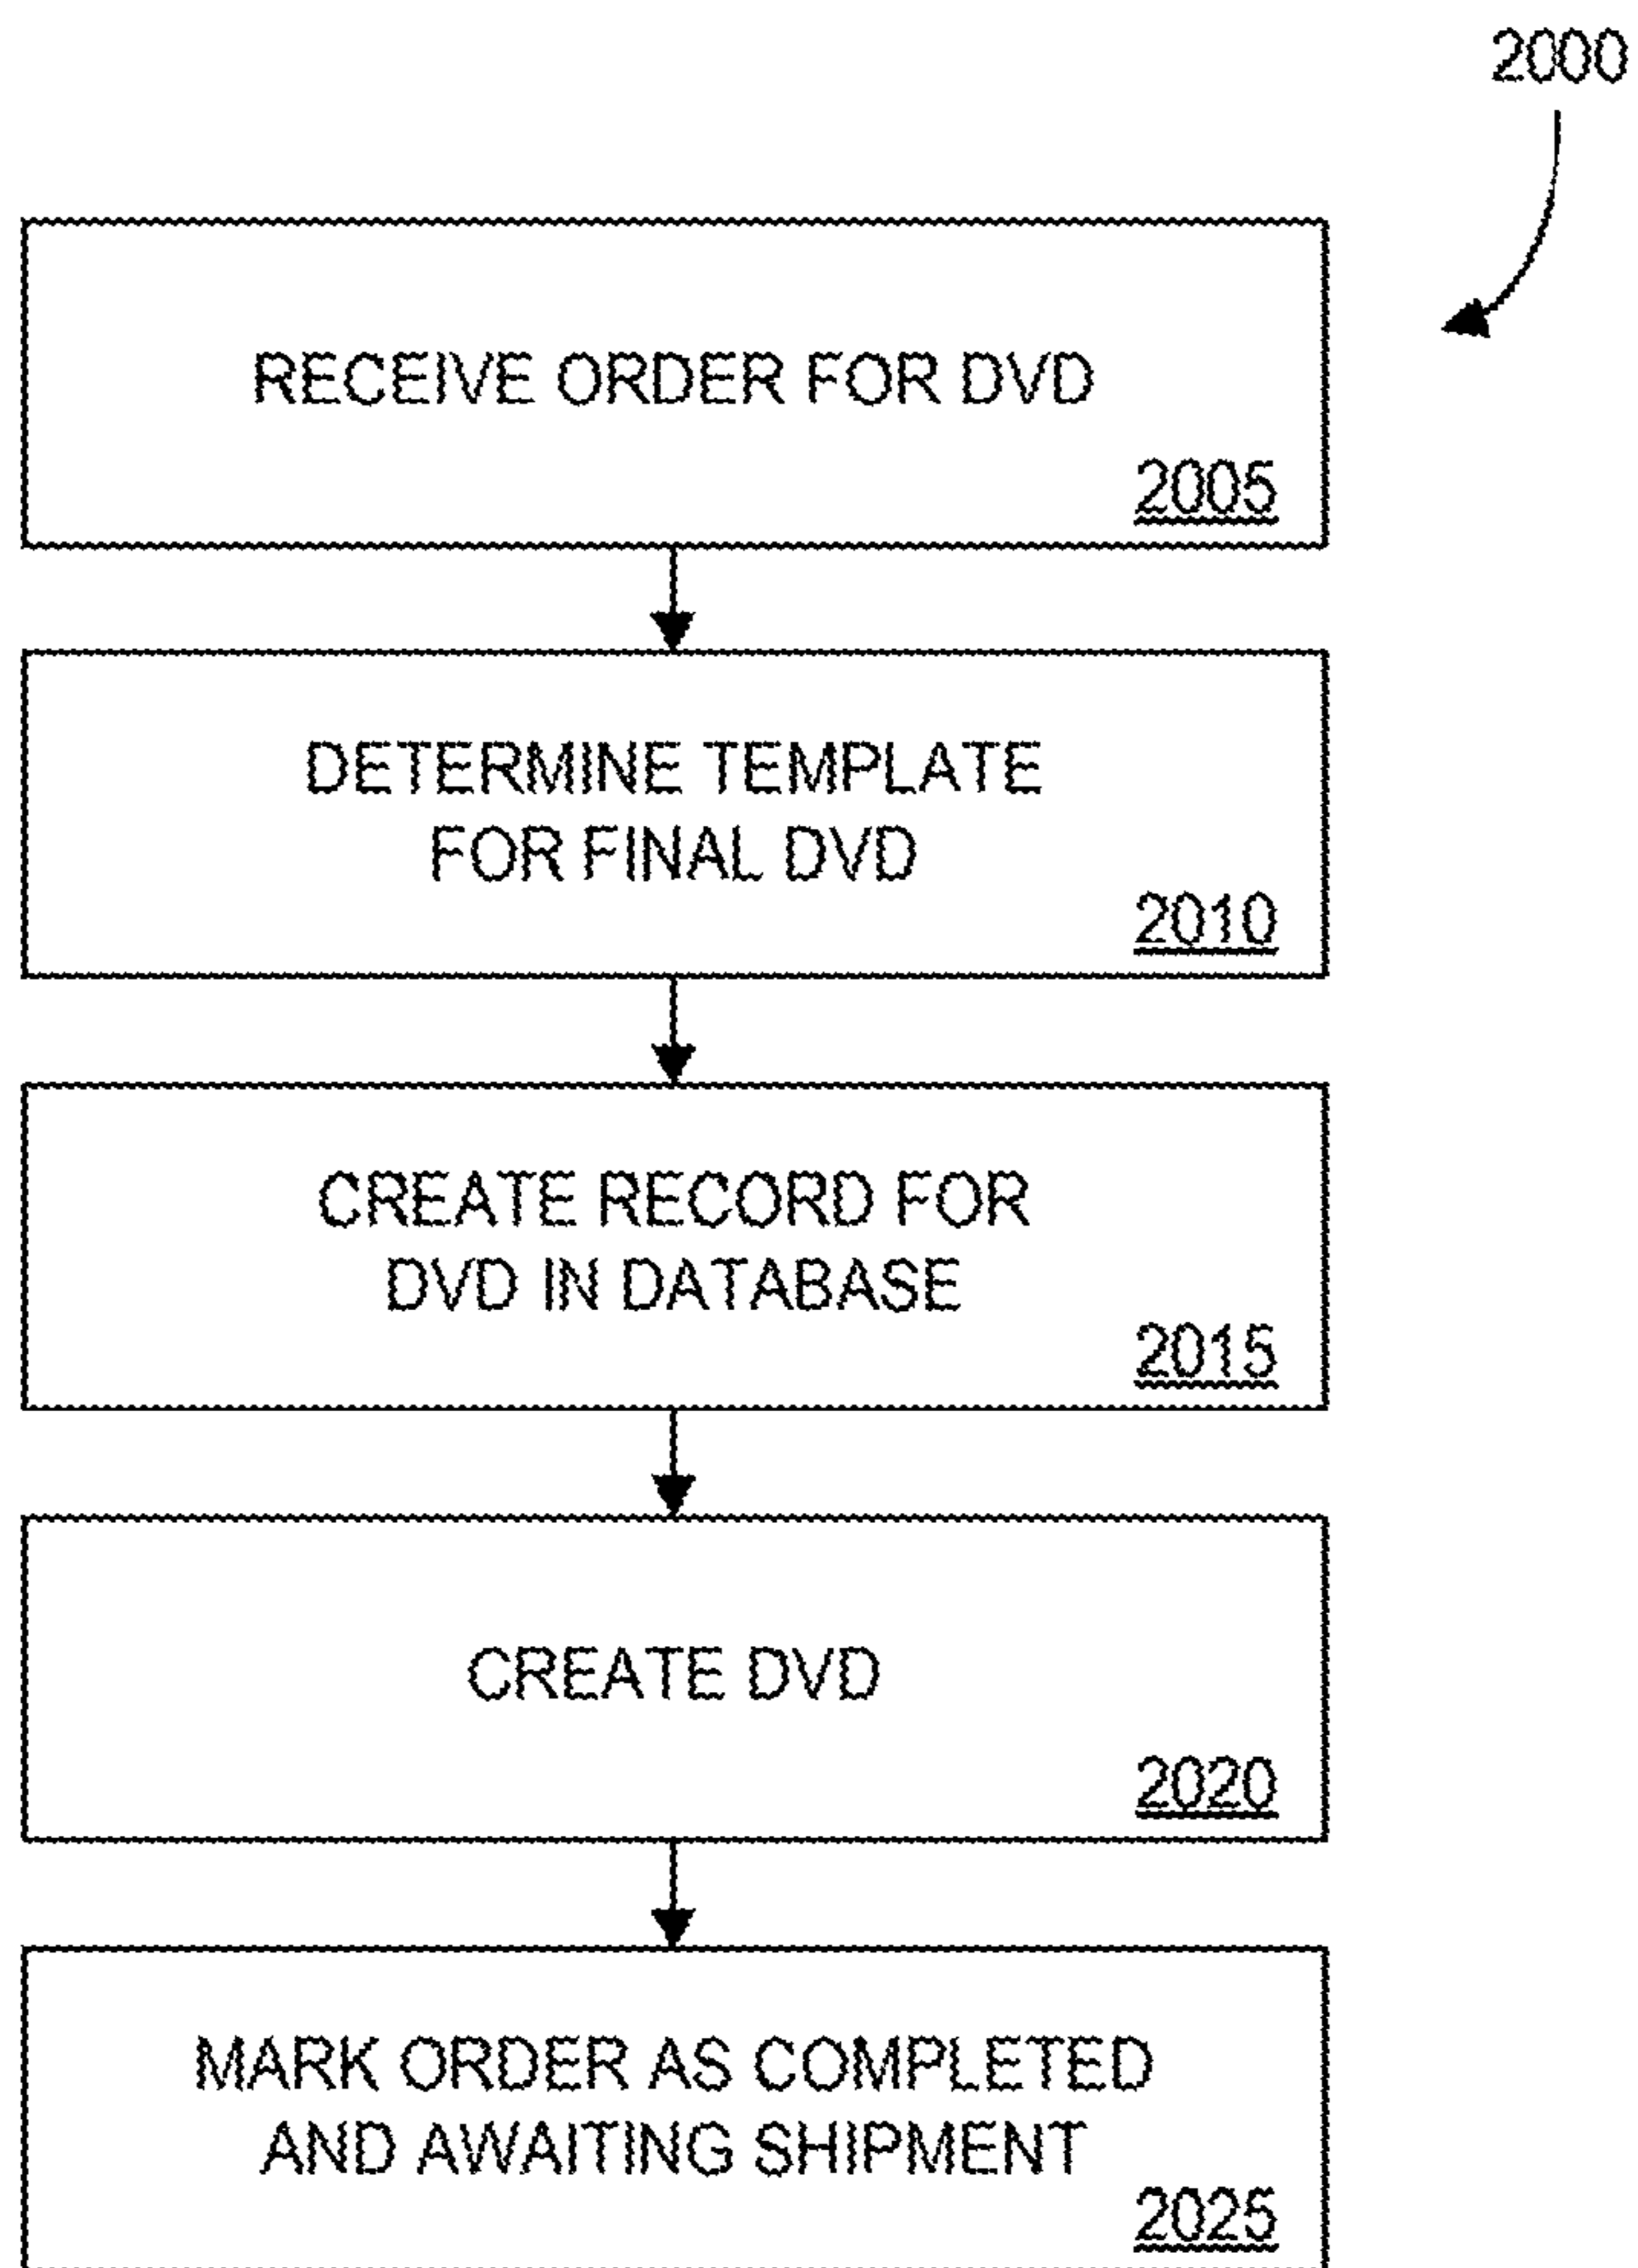 2000
RECEIVE ORDER FOR DVD
2005
DETERMINE TEMPLATE
FOR FINAL DVD
2010
CREATE RECORD FOR
DVD IN DATABASE
2015
CREATE DVD
2020
MARK ORDER AS COMPLETED
AND AWAITING SHIPMENT
2025